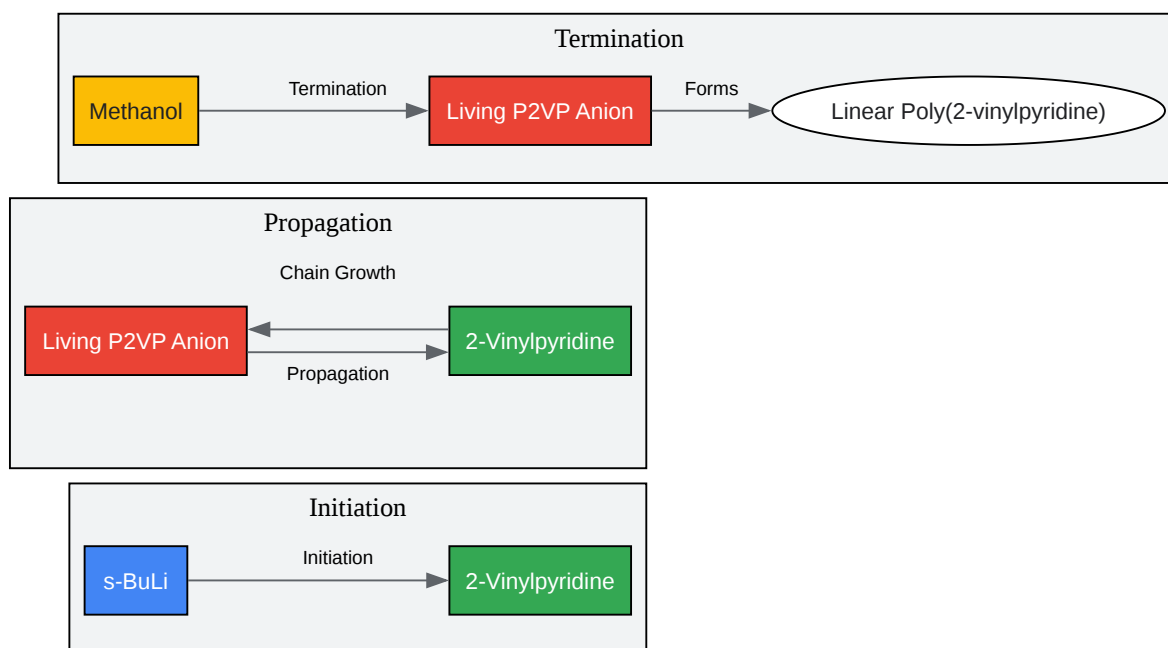 Termination
Methanol
Termination
Living P2VP Anion
Forms
Linear Poly(2-vinylpyridine)
Propagation
Chain Growth
Living P2VP Anion
2-Vinylpyridine
Propagation
Initiation
s-BuLi
Initiation
2-Vinylpyridine